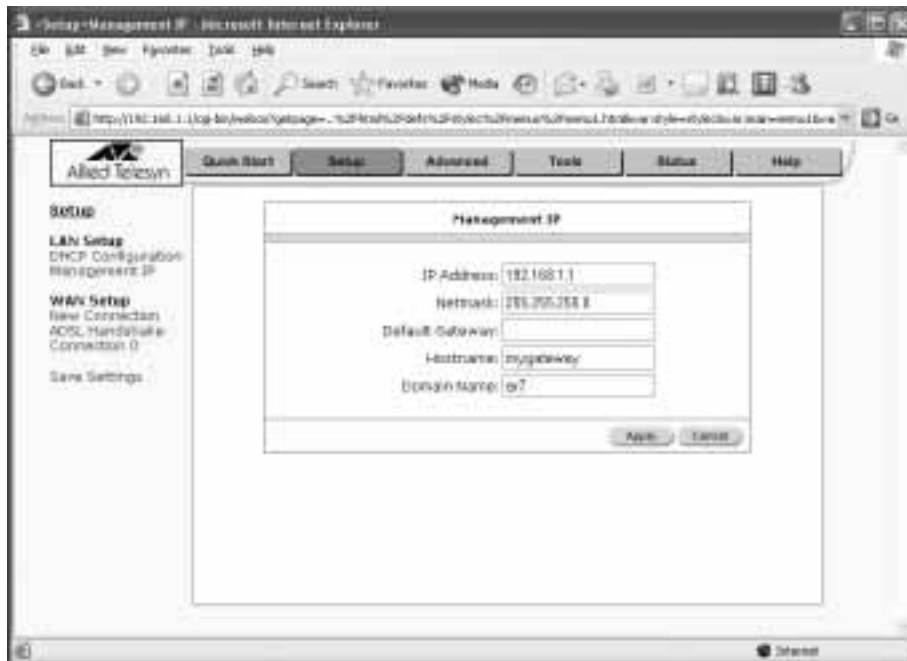 Setup-Management IP - Microsoft Internet Explorer
File Edit View Favorites Tools Help
Back Search Favorites Media
Go
Allied Telesyn
Quick Start Setup Advanced Tools Status Help
Setup
LAN Setup
DHCP Configuration
Management IP
WAN Setup
New Connection
ADSL Handshake
Connection 0
Save Settings
Management IP
IP Address: 192.168.1.1
Netmask: 255.255.255.0
Default Gateway:
Hostname: mygateway
Domain Name: ar7
Apply Cancel
Internet